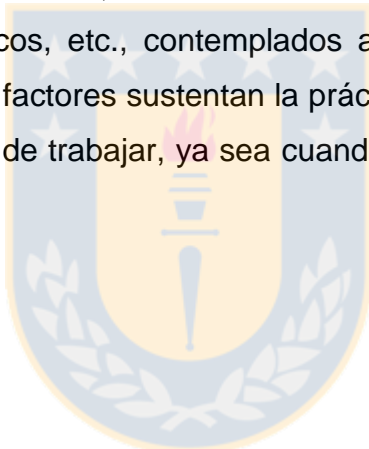 cos, etc., contemplados a
factores sustentan la prác
de trabajar, ya sea cuand